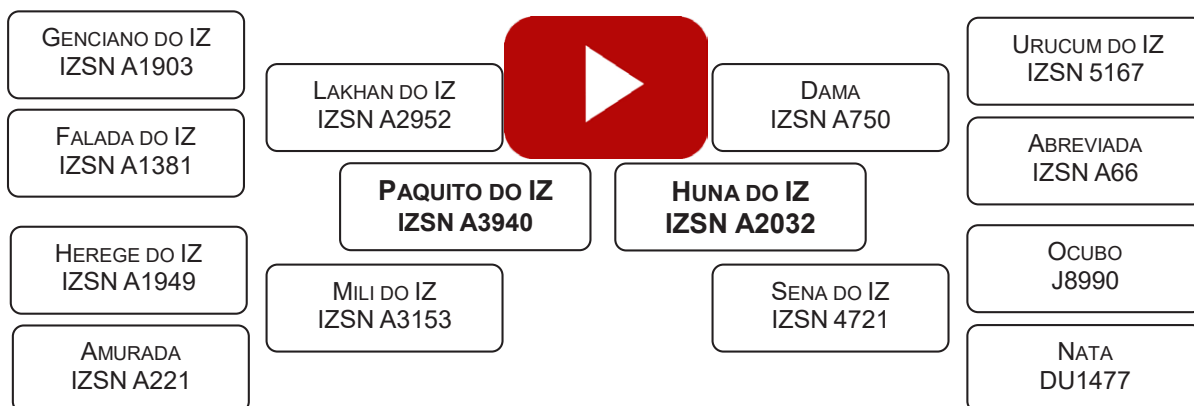 GENCIANO DO IZ
IZSN A1903
FALADA DO IZ
IZSN A1381
HEREGE DO IZ
IZSN A1949
AMURADA
IZSN A221
LAKHAN DO IZ
IZSN A2952
MILI DO IZ
IZSN A3153
PAQUITO DO IZ
IZSN A3940
HUNA DO IZ
IZSN A2032
DAMA
IZSN A750
SENA DO IZ
IZSN 4721
URUCUM DO IZ
IZSN 5167
ABREVIADA
IZSN A66
OCUBO
J8990
NATA
DU1477